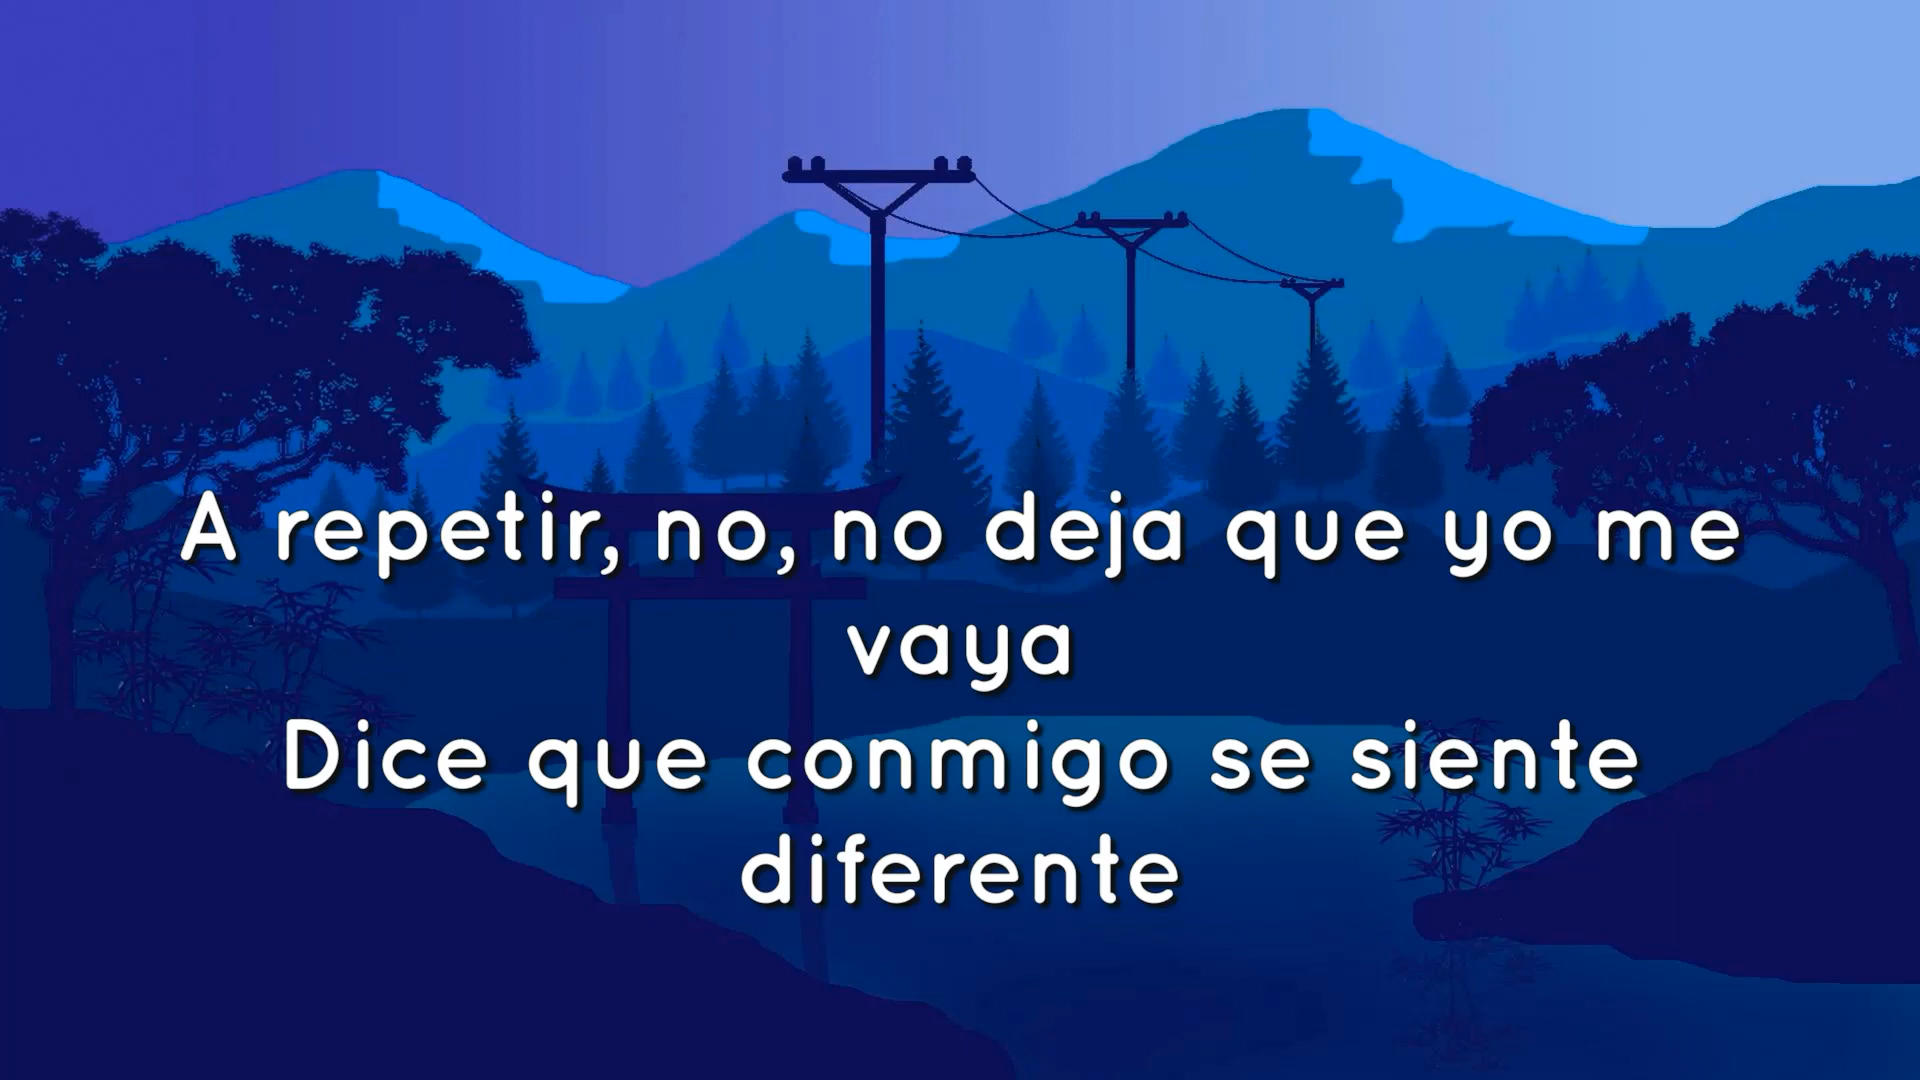 A repetir, no, no deja que yo me
vaya
Dice que conmigo se siente
diferente